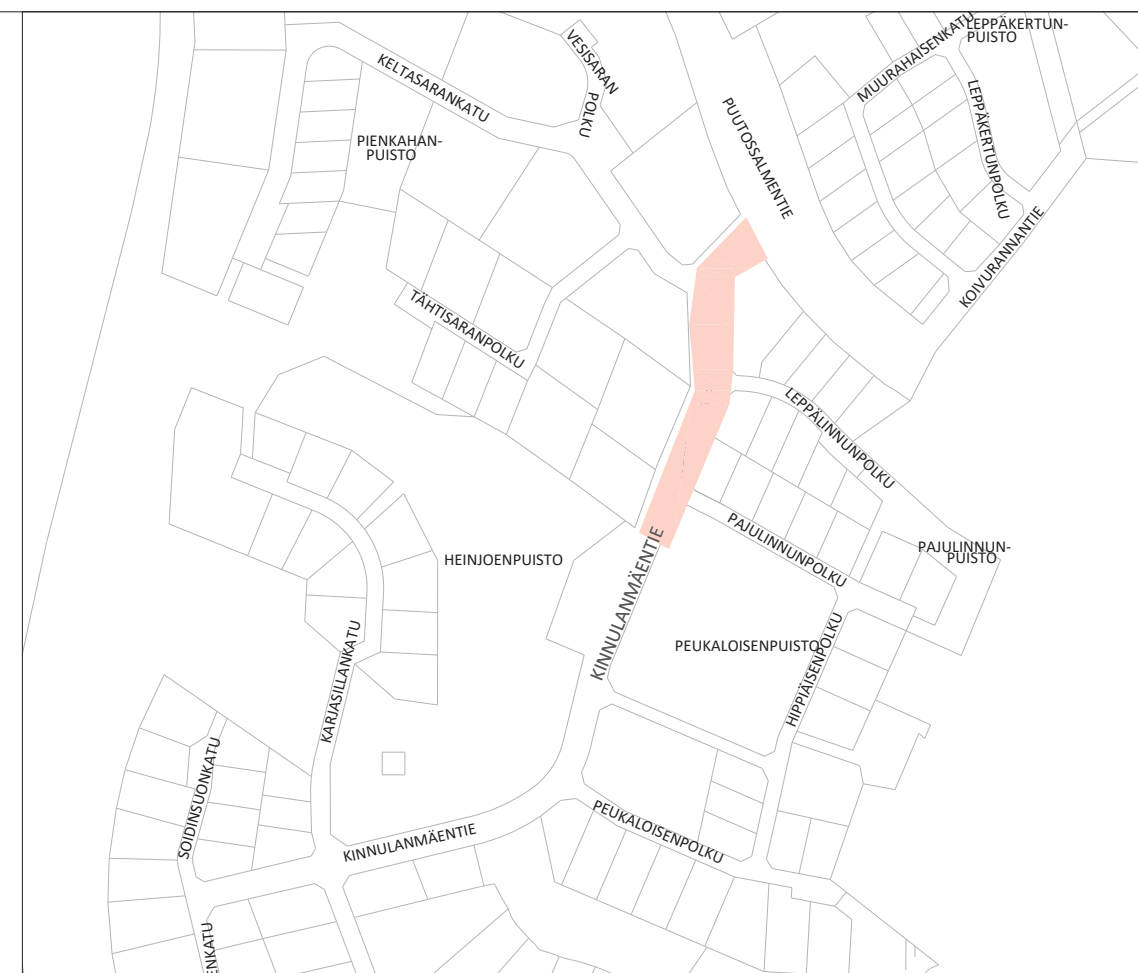 LEPPÄKERTUN-
PUISTO
MUURAHAISENKATU
VESISARAN
POLKU
KELTASARANKATU
PUUTOSSALMENTIE
LEPPÄKERTUNPOLKU
PIENKAHAN-
PUISTO
KOIVURANNANTIE
TÄHTISARANPOLKU
LEPPÄLINNUNPOLKU
PAJULINNUNPOLKU
PAJULINNUN-
PUISTO
HEINJOENPUISTO
KINNULANMÄENTIE
PEUKALOISENPUISTO
HIPPIÄISENPOLKU
KARJASILLANKATU
SOIDINSUONKATU
KINNULANMÄENTIE
PEUKALOISENPOLKU
ENKATU